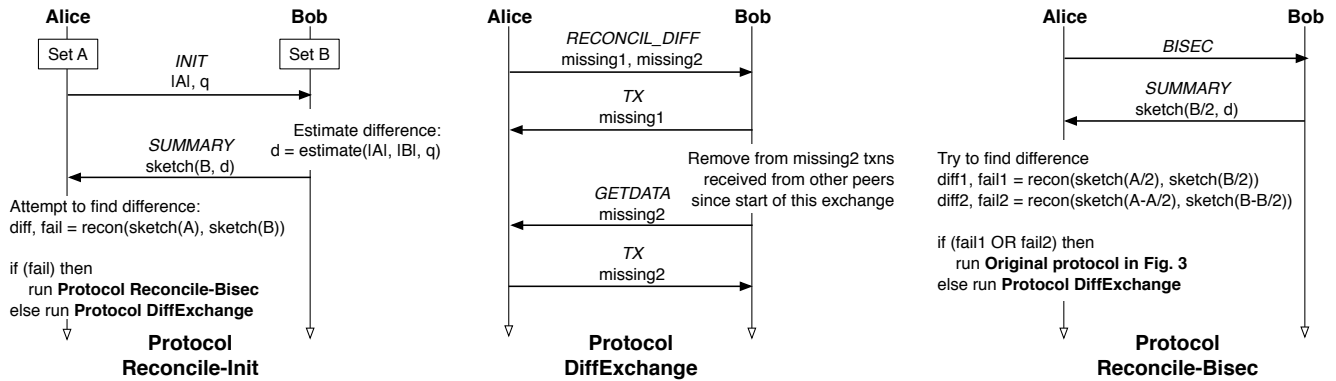 Alice
Bob
Set A
Set B
INIT
|A|, q
Estimate difference:
d = estimate(|A|, |B|, q)
SUMMARY
sketch(B, d)
Attempt to find difference:
diff, fail = recon(sketch(A), sketch(B))
if (fail) then
run Protocol Reconcile-Bisec
else run Protocol DiffExchange
Protocol
Reconcile-Init
Alice
Bob
RECONCIL_DIFF
missing1, missing2
TX
missing1
Remove from missing2 txns
received from other peers
since start of this exchange
GETDATA
missing2
TX
missing2
Protocol
DiffExchange
Alice
Bob
BISEC
SUMMARY
sketch(B/2, d)
Try to find difference
diff1, fail1 = recon(sketch(A/2), sketch(B/2))
diff2, fail2 = recon(sketch(A-A/2), sketch(B-B/2))
if (fail1 OR fail2) then
run Original protocol in Fig. 3
else run Protocol DiffExchange
Protocol
Reconcile-Bisec